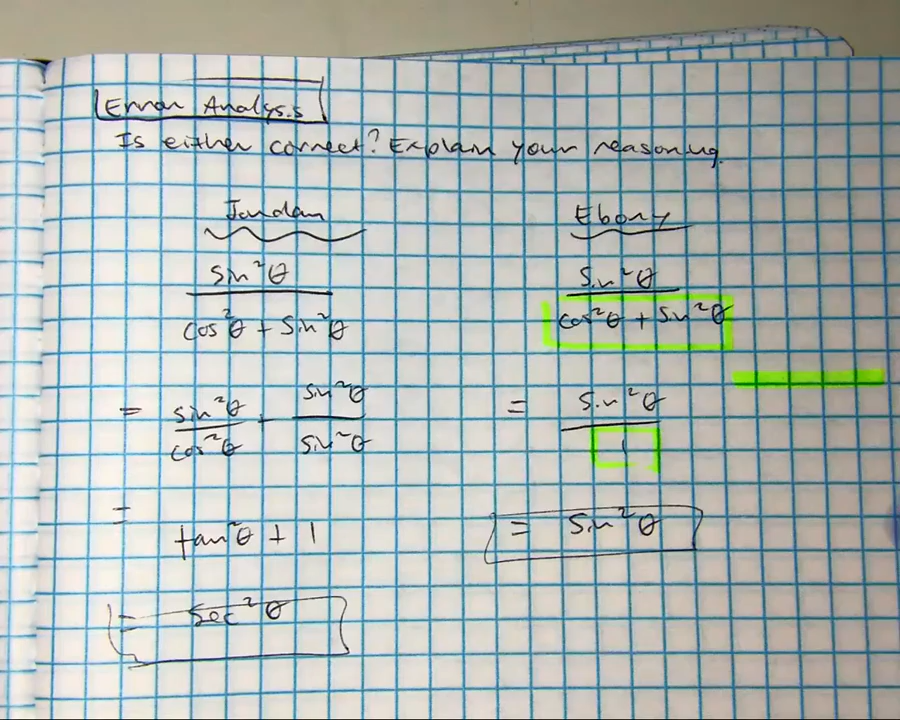 Error Analysis
Is either correct? Explain your reasoning.
Jordan
sin²θ
cos²θ + sin²θ
= sin²θ / cos²θ + sin²θ / sin²θ
= tan²θ + 1
= sec²θ
Ebony
sin²θ
cos²θ + sin²θ
= sin²θ / 1
= sin²θ